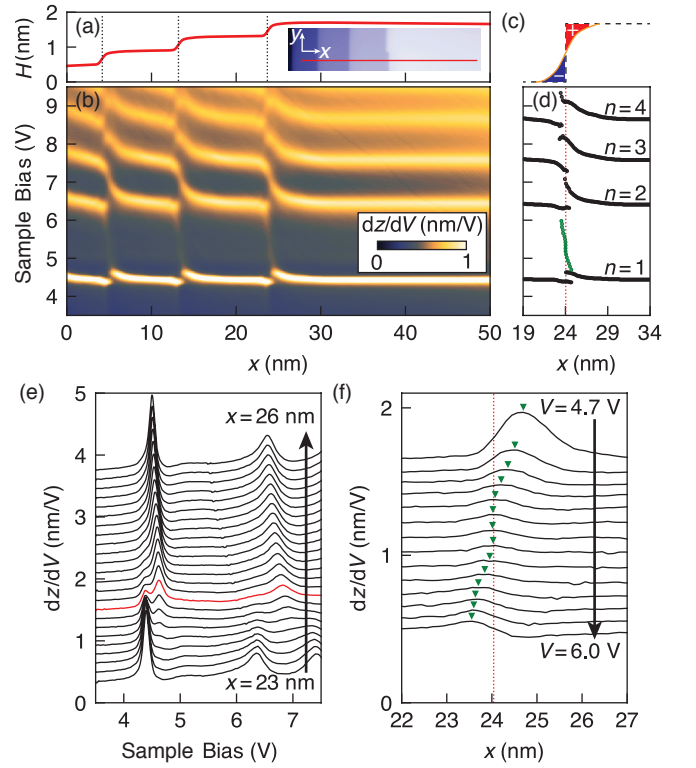 (a)
H (nm)
2
1
0
y
x
(b)
Sample Bias (V)
9
8
7
6
5
4
dz/dV (nm/V)
0 1
0 10 20 30 40 50
x (nm)
(c)
+
−
(d)
n=4
n=3
n=2
n=1
19 24 29 34
x (nm)
(e)
dz/dV (nm/V)
5
4
3
2
1
0
x=26 nm
x=23 nm
4 5 6 7
Sample Bias (V)
(f)
dz/dV (nm/V)
2
1
0
V=4.7 V
V=6.0 V
22 23 24 25 26 27
x (nm)